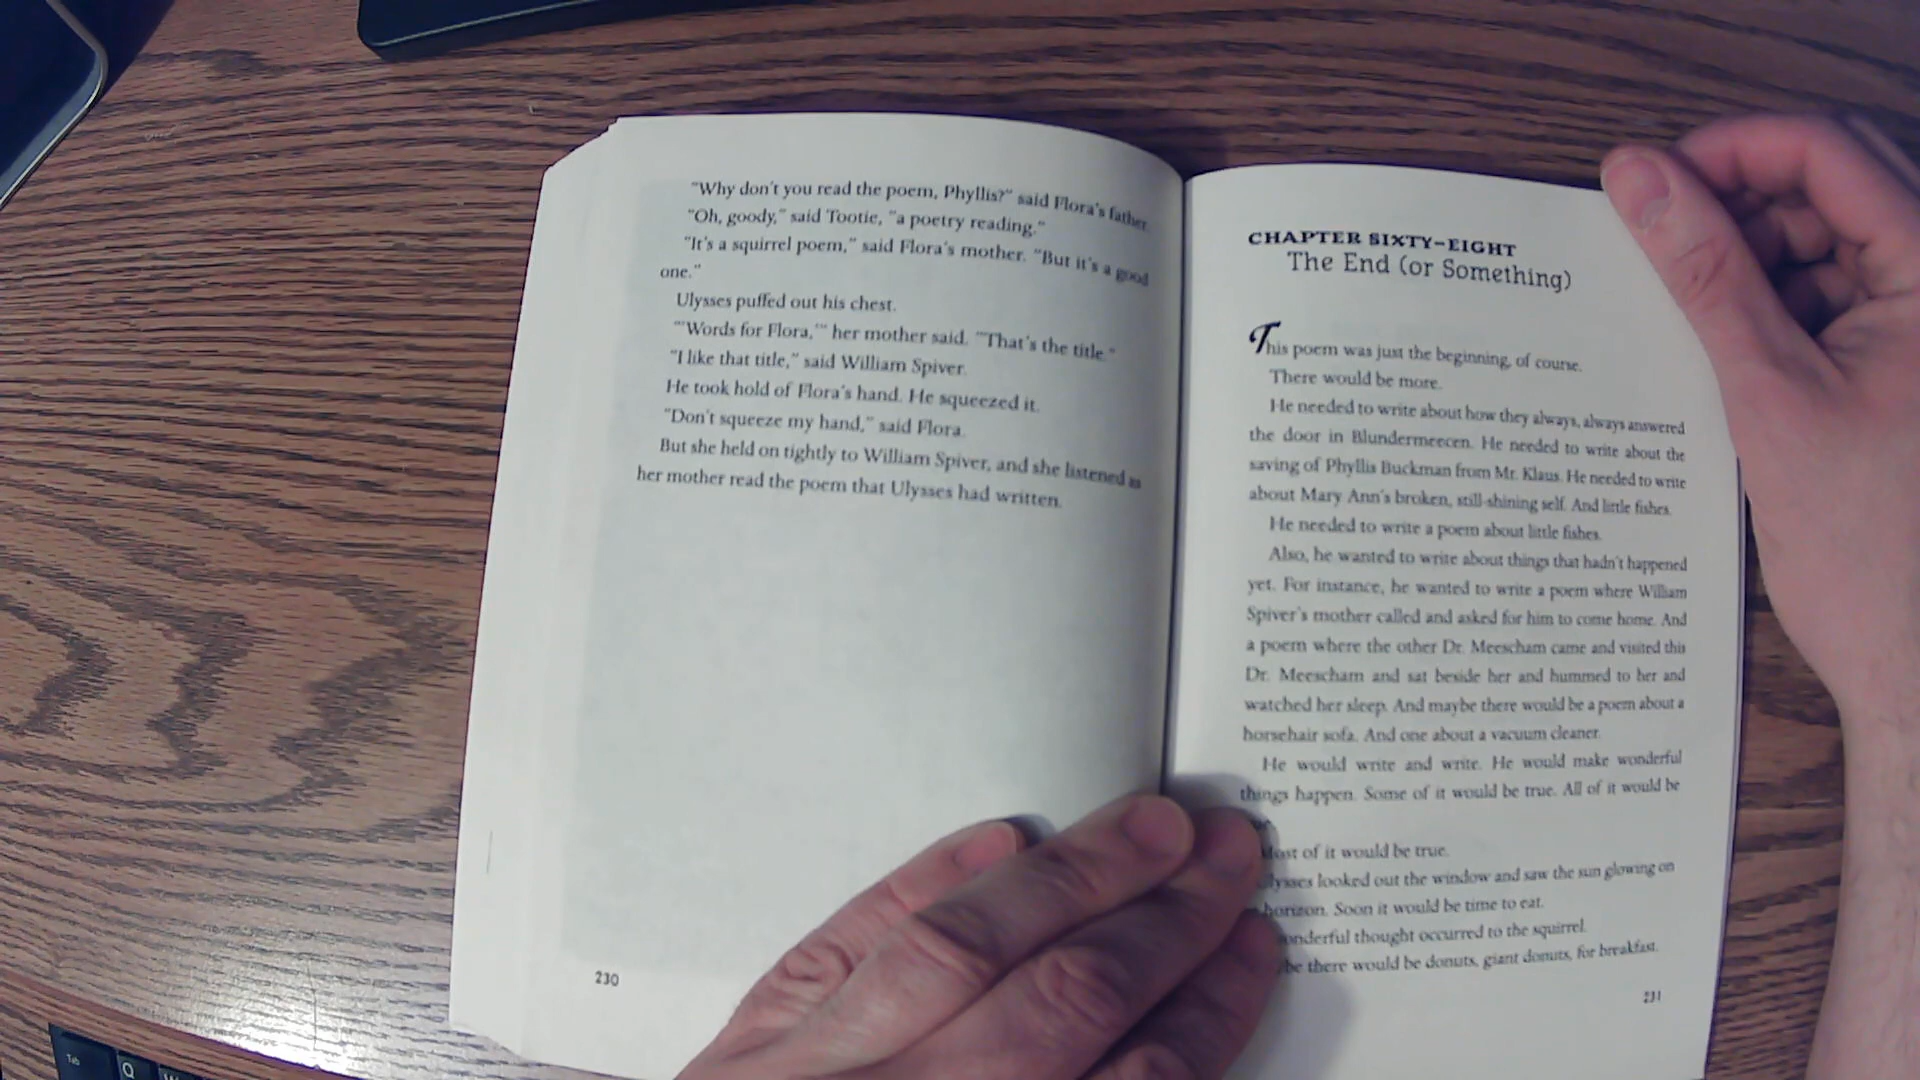 "Why don't you read the poem, Phyllis?" said Flora's father.
"Oh, goody," said Tootie, "a poetry reading."
"It's a squirrel poem," said Flora's mother. "But it's a good
one."
Ulysses puffed out his chest.
"'Words for Flora,'" her mother said. "That's the title."
"I like that title," said William Spiver.
He took hold of Flora's hand. He squeezed it.
"Don't squeeze my hand," said Flora.
But she held on tightly to William Spiver, and she listened as
her mother read the poem that Ulysses had written.
230
CHAPTER SIXTY-EIGHT
The End (or Something)
This poem was just the beginning, of course.
There would be more.
He needed to write about how they always, always answered
the door in Blundermeecen. He needed to write about the
saving of Phyllis Buckman from Mr. Klaus. He needed to write
about Mary Ann's broken, still-shining self. And little fishes.
He needed to write a poem about little fishes.
Also, he wanted to write about things that hadn't happened
yet. For instance, he wanted to write a poem where William
Spiver's mother called and asked for him to come home. And
a poem where the other Dr. Meescham came and visited this
Dr. Meescham and sat beside her and hummed to her and
watched her sleep. And maybe there would be a poem about a
horsehair sofa. And one about a vacuum cleaner.
He would write and write. He would make wonderful
things happen. Some of it would be true. All of it would be
Most of it would be true.
Ulysses looked out the window and saw the sun glowing on
horizon. Soon it would be time to eat.
wonderful thought occurred to the squirrel.
be there would be donuts, giant donuts, for breakfast.
231
Tab
Q
W